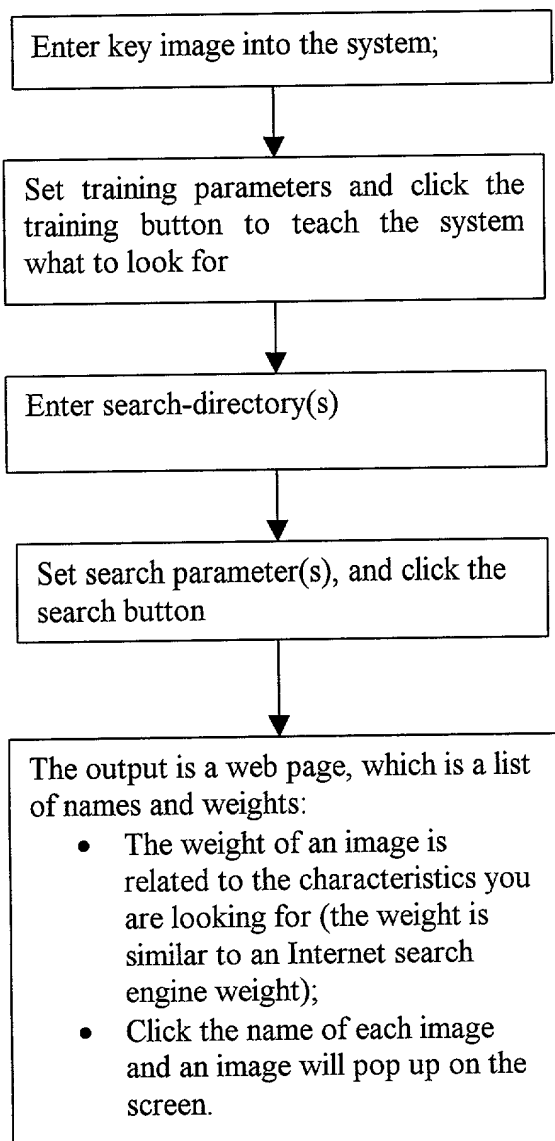 Enter key image into the system;
Set training parameters and click the
training button to teach the system
what to look for
Enter search-directory(s)
Set search parameter(s), and click the
search button
The output is a web page, which is a list
of names and weights:
• The weight of an image is
related to the characteristics you
are looking for (the weight is
similar to an Internet search
engine weight);
• Click the name of each image
and an image will pop up on the
screen.